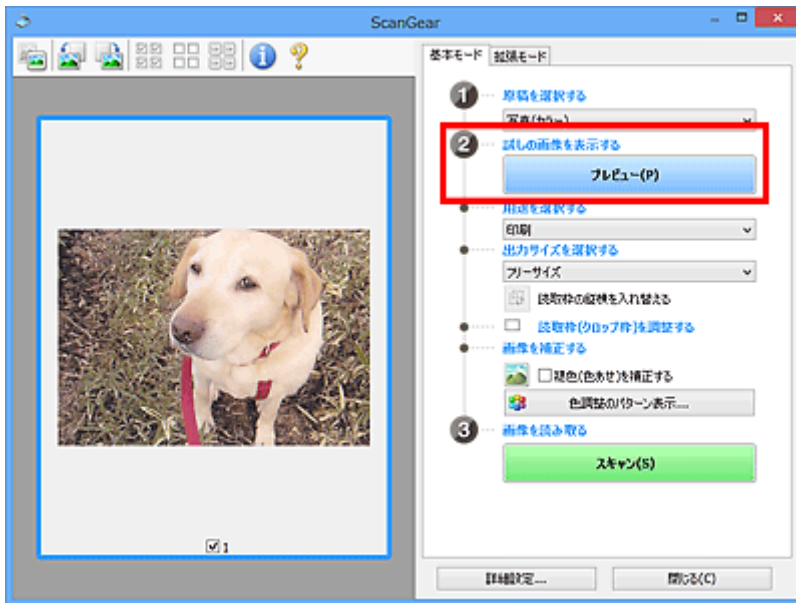 ScanGear
基本モード 拡張モード
1 原稿を選択する
写真(カラー)
2 試しの画像を表示する
プレビュー(P)
用途を選択する
印刷
出力サイズを選択する
フリーサイズ
読取枠の縦横を入れ替える
読取枠(クロップ枠)を調整する
画像を補正する
褪色(色あせ)を補正する
色調整のパターン表示...
3 画像を読み取る
スキャン(S)
1
詳細設定... 閉じる(C)